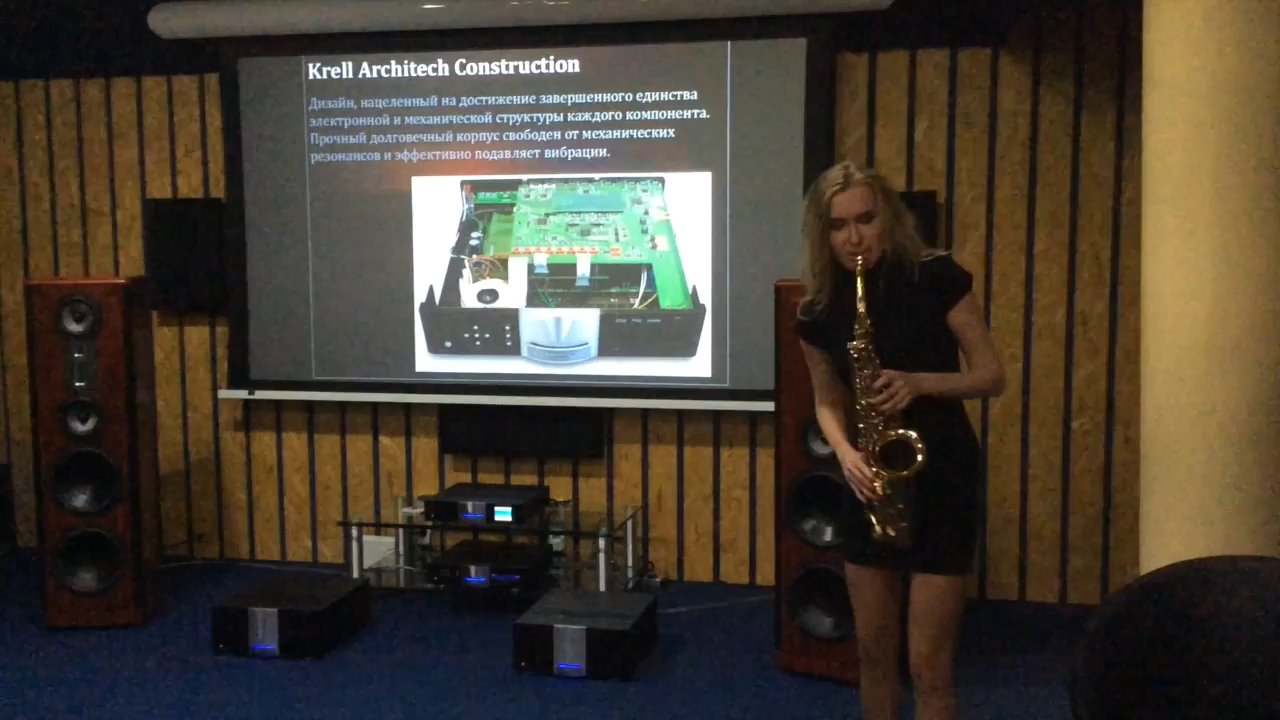 Krell Architech Construction
Дизайн, нацеленный на достижение завершенного единства
электронной и механической структуры каждого компонента.
Прочный долговечный корпус свободен от механических
резонансов и эффективно подавляет вибрации.